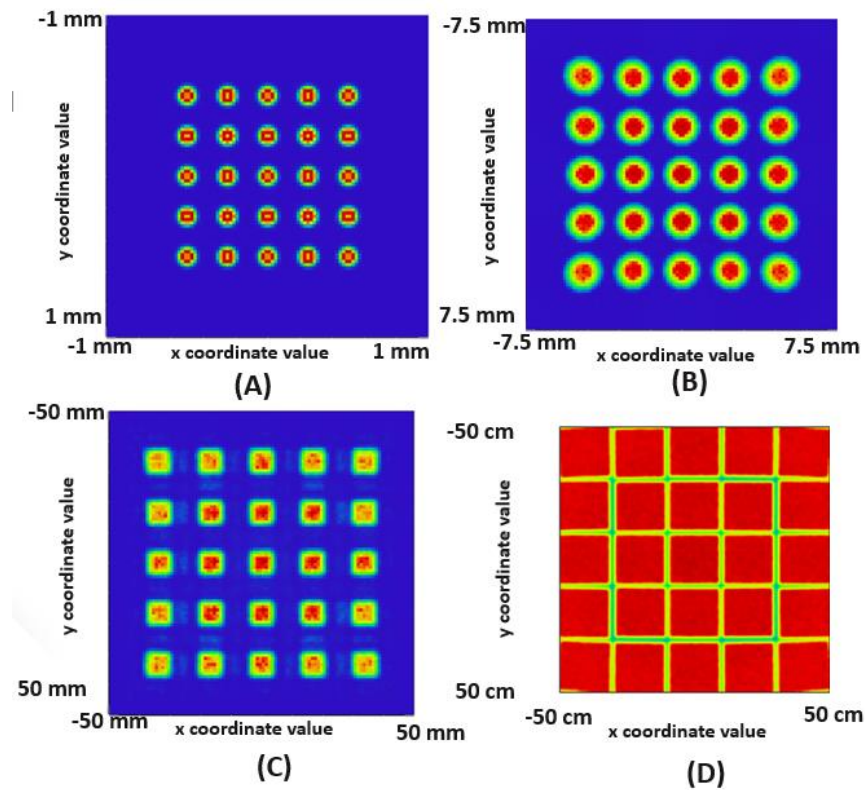 -1 mm
y coordinate value
1 mm
-1 mm
x coordinate value
1 mm
(A)
-7.5 mm
y coordinate value
7.5 mm
-7.5 mm
x coordinate value
7.5 mm
(B)
-50 mm
y coordinate value
50 mm
-50 mm
x coordinate value
50 mm
(C)
-50 cm
y coordinate value
50 cm
-50 cm
x coordinate value
50 cm
(D)